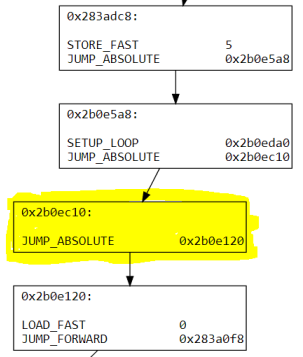 0x283adc8:
STORE_FAST 5
JUMP_ABSOLUTE 0x2b0e5a8
0x2b0e5a8:
SETUP_LOOP 0x2b0eda0
JUMP_ABSOLUTE 0x2b0ec10
0x2b0ec10:
JUMP_ABSOLUTE 0x2b0e120
0x2b0e120:
LOAD_FAST 0
JUMP_FORWARD 0x283a0f8